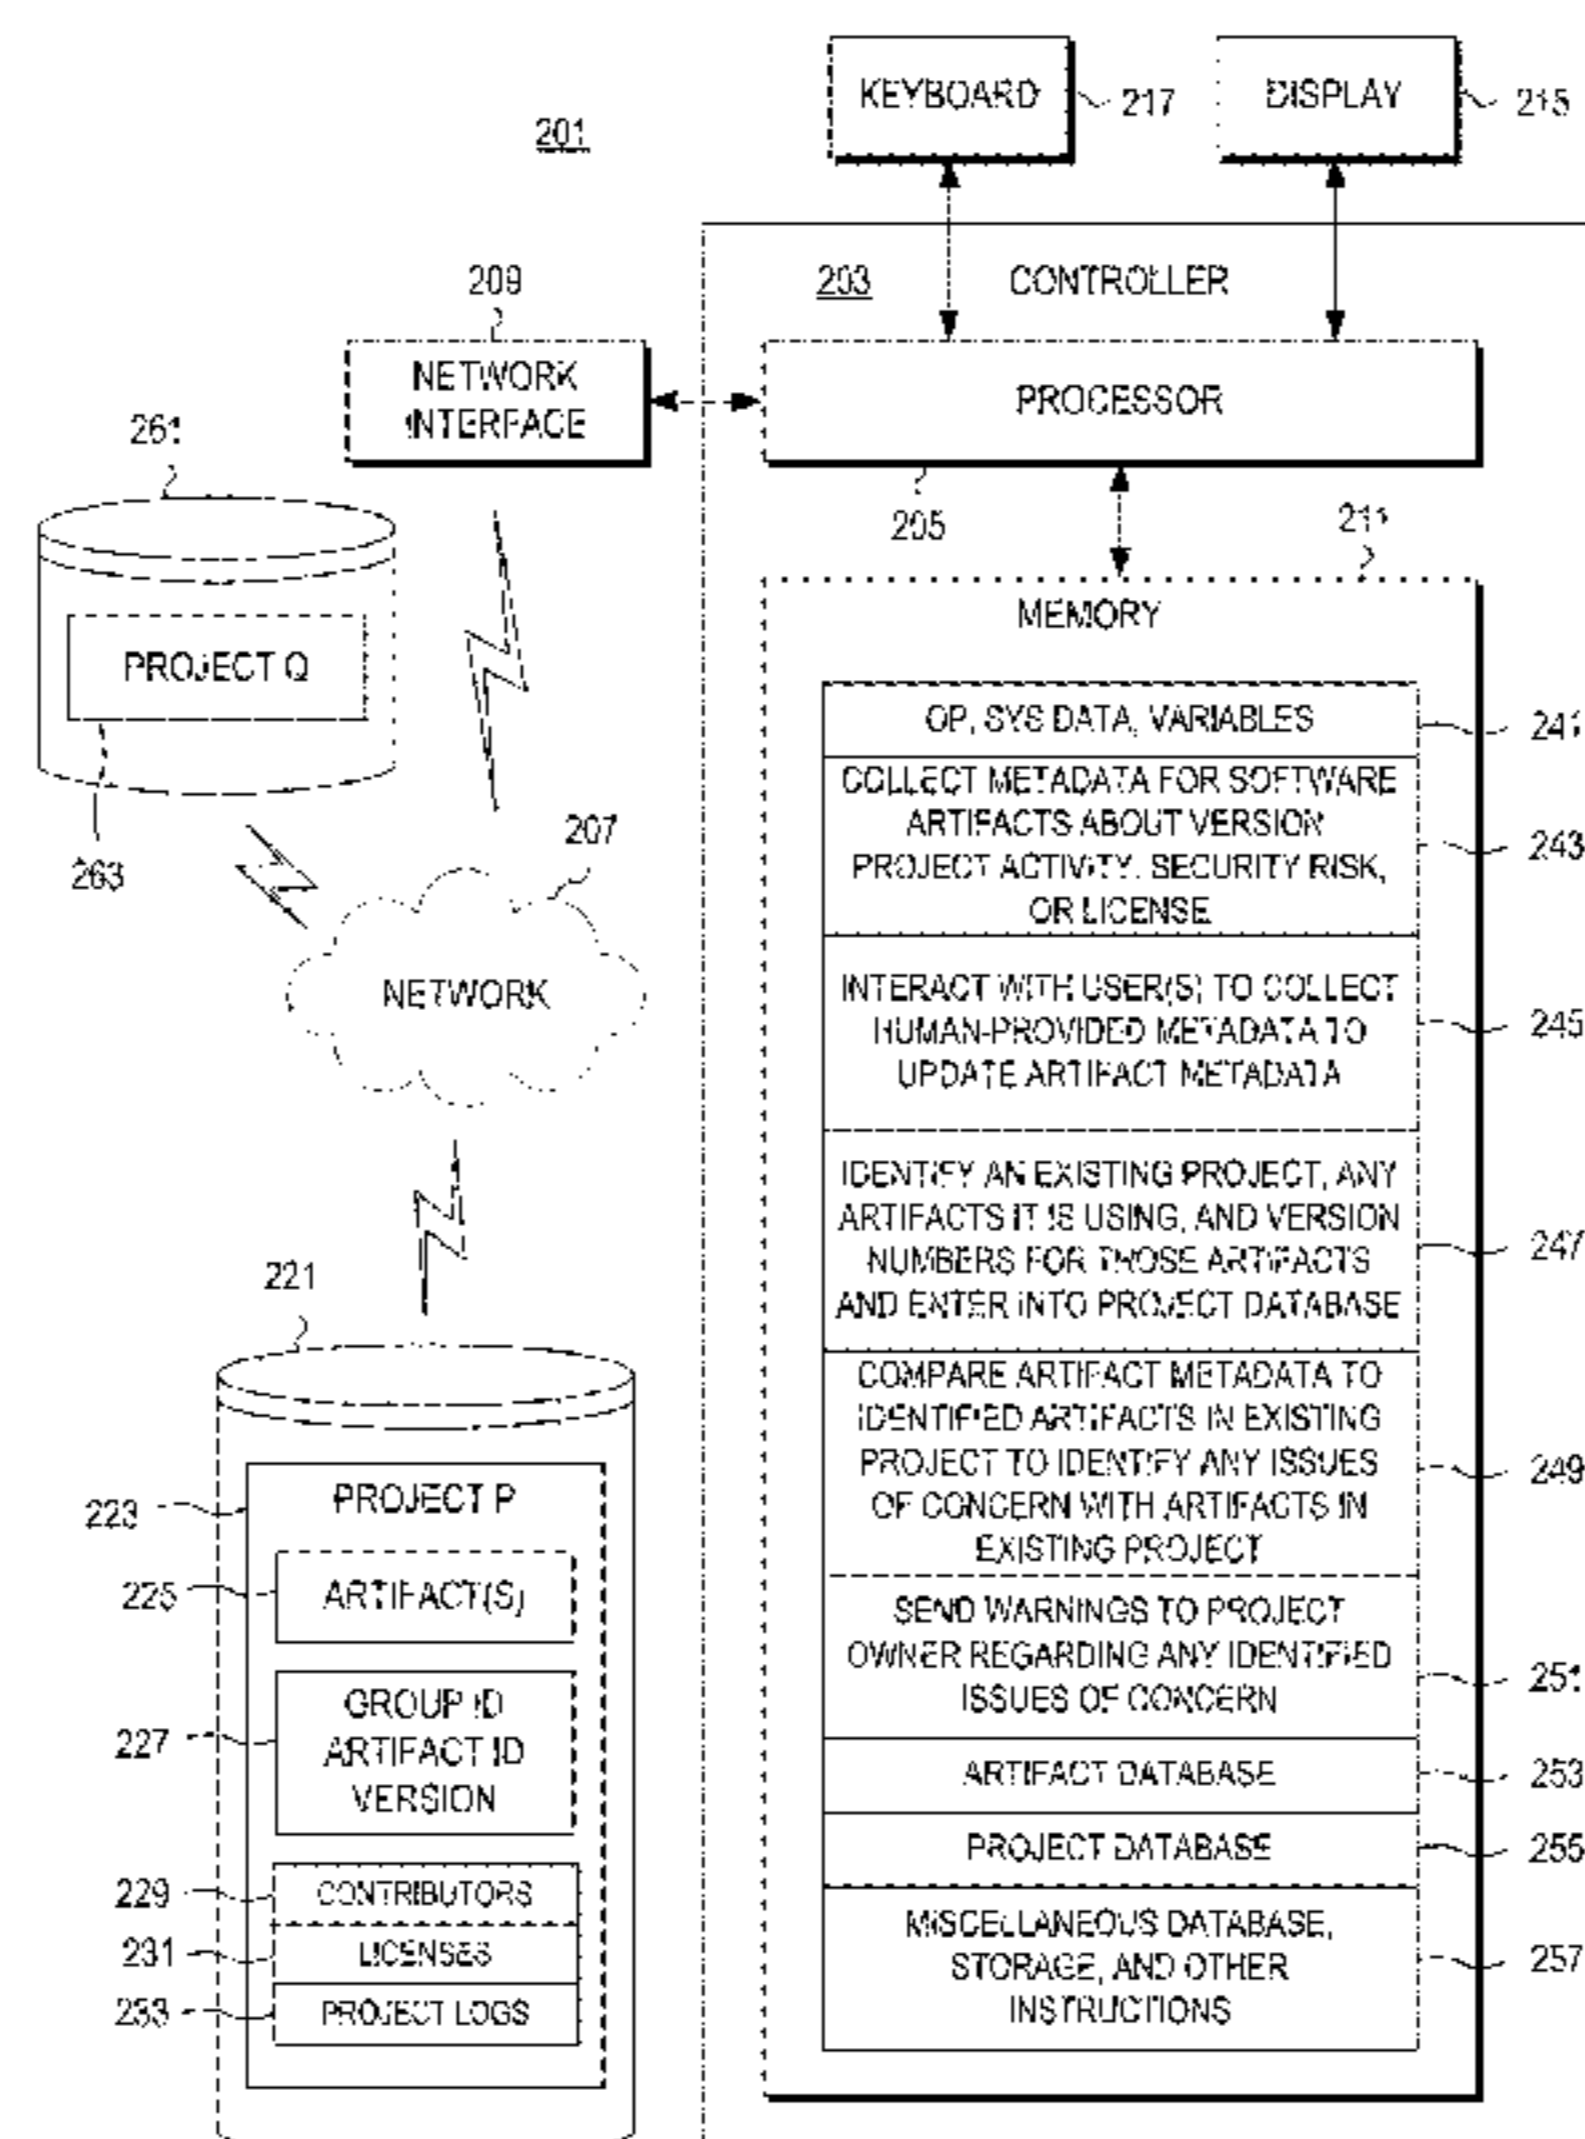 KEYBOARD
217
DISPLAY
215
201
203
CONTROLLER
209
NETWORK
INTERFACE
PROCESSOR
205
261
PROJECT Q
263
211
MEMORY
OP, SYS DATA, VARIABLES
241
COLLECT METADATA FOR SOFTWARE
ARTIFACTS ABOUT VERSION
PROJECT ACTIVITY, SECURITY RISK,
OR LICENSE
243
207
NETWORK
INTERACT WITH USER(S) TO COLLECT
HUMAN-PROVIDED METADATA TO
UPDATE ARTIFACT METADATA
245
IDENTIFY AN EXISTING PROJECT, ANY
ARTIFACTS IT IS USING, AND VERSION
NUMBERS FOR THOSE ARTIFACTS
AND ENTER INTO PROJECT DATABASE
247
COMPARE ARTIFACT METADATA TO
IDENTIFIED ARTIFACTS IN EXISTING
PROJECT TO IDENTIFY ANY ISSUES
OF CONCERN WITH ARTIFACTS IN
EXISTING PROJECT
249
SEND WARNINGS TO PROJECT
OWNER REGARDING ANY IDENTIFIED
ISSUES OF CONCERN
251
ARTIFACT DATABASE
253
PROJECT DATABASE
255
MISCELLANEOUS DATABASE,
STORAGE, AND OTHER
INSTRUCTIONS
257
221
223
PROJECT P
225
ARTIFACT(S)
227
GROUP ID
ARTIFACT ID
VERSION
229
CONTRIBUTORS
231
LICENSES
233
PROJECT LOGS